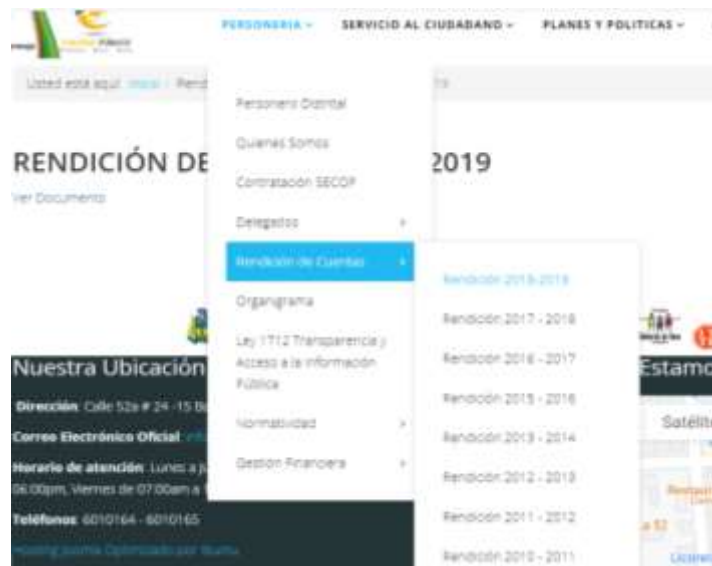 PERSONERIA
SERVICIO AL CIUDADANO
PLANES Y POLITICAS
Usted está aquí: Inicio
Personero Distrital
Quienes Somos
RENDICIÓN DE
2019
Contratación SECOP
Ver Documento
Delegados
Rendición de Cuentas
Rendición 2018-2019
Organigrama
Rendición 2017 - 2018
Ley 1712 Transparencia y
Acceso a la Información
Pública
Rendición 2016 - 2017
Nuestra Ubicación
Estamo
Rendición 2015 - 2016
Dirección: Calle 52a # 24 -15
Normatividad
Satélit
Correo Electrónico Oficial:
Rendición 2013 - 2014
Gestión Financiera
Horario de atención: Lunes a
06:00pm, Viernes de 07:00am a
Rendición 2012 - 2013
Teléfonos: 6010164 - 6010165
Rendición 2011 - 2012
Rendición 2010 - 2011